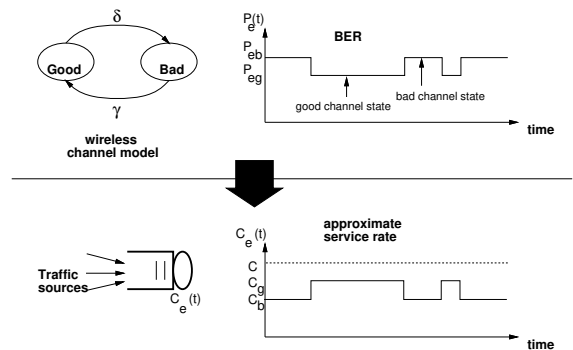 δ
Good
Bad
γ
wireless
channel model
P_e(t)
BER
P_eb
P_eg
good channel state
bad channel state
time
Traffic
sources
C_e(t)
C_e(t)
approximate
service rate
C
C_g
C_b
time